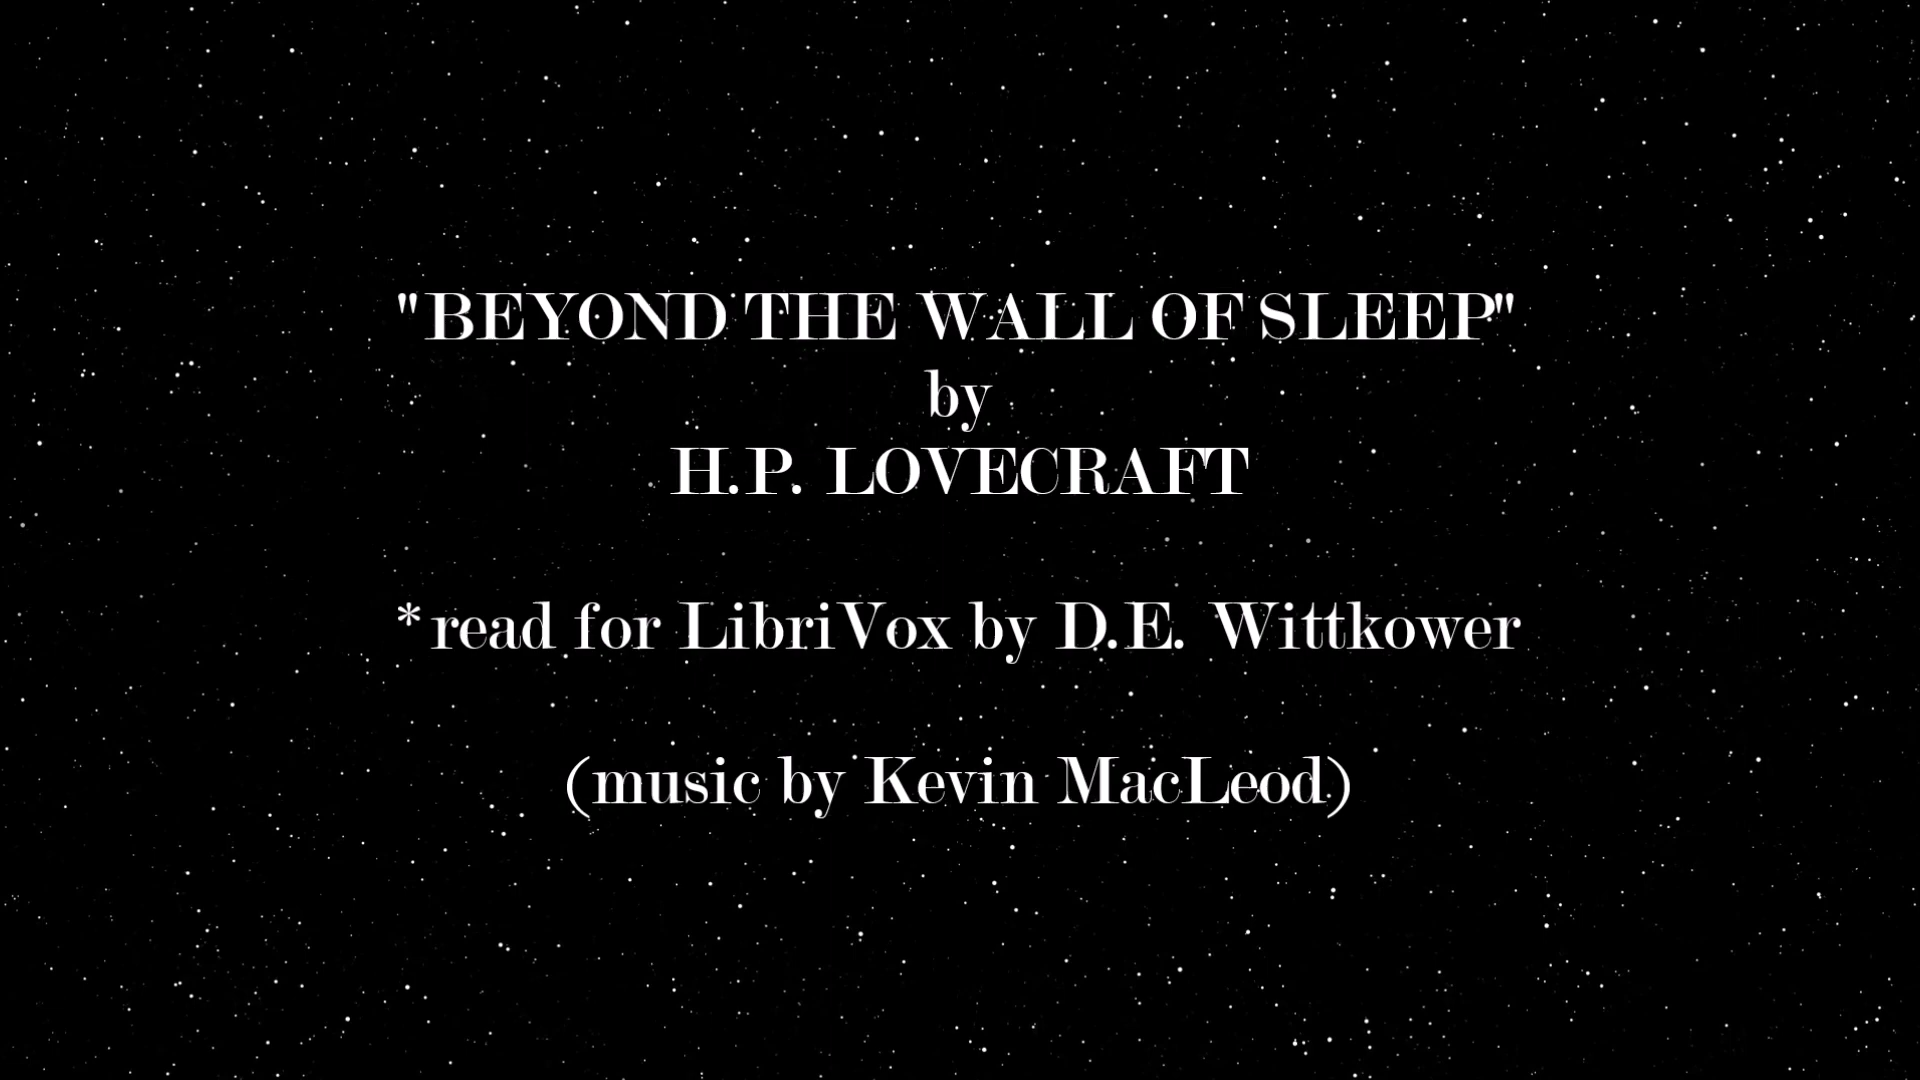 "BEYOND THE WALL OF SLEEP"
by
H.P. LOVECRAFT
*read for LibriVox by D.E. Wittkower
(music by Kevin MacLeod)